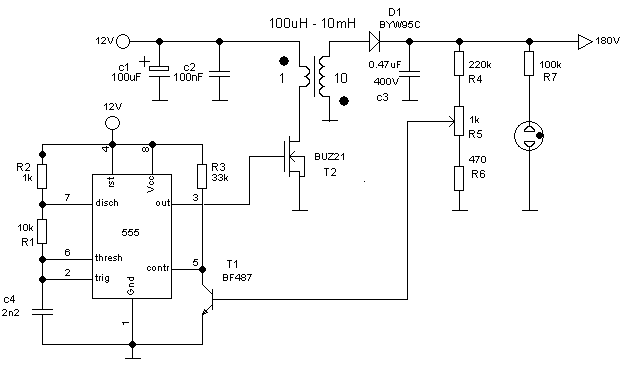 100uH - 10mH
D1
BYW95C
12V
180V
c1
100uF
c2
100nF
1
10
0.47uF
400V
c3
220k
R4
100k
R7
12V
1k
R5
BUZ21
T2
470
R6
4
8
R2
1k
rst
Vcc
R3
33k
7
disch
out
3
10k
R1
555
6
thresh
2
trig
contr
5
T1
BF487
Gnd
1
c4
2n2